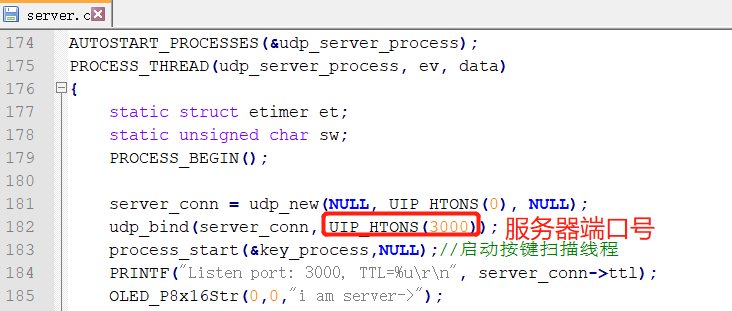 server.c
174 AUTOSTART_PROCESSES(&udp_server_process);
175 PROCESS_THREAD(udp_server_process, ev, data)
176 {
177 static struct etimer et;
178 static unsigned char sw;
179 PROCESS_BEGIN();
180
181 server_conn = udp_new(NULL, UIP_HTONS(0), NULL);
182 udp_bind(server_conn, UIP_HTONS(3000)); 服务器端口号
183 process_start(&key_process,NULL);//启动按键扫描线程
184 PRINTF("Listen port: 3000, TTL=%u\r\n", server_conn->ttl);
185 OLED_P8x16Str(0,0,"i am server->");